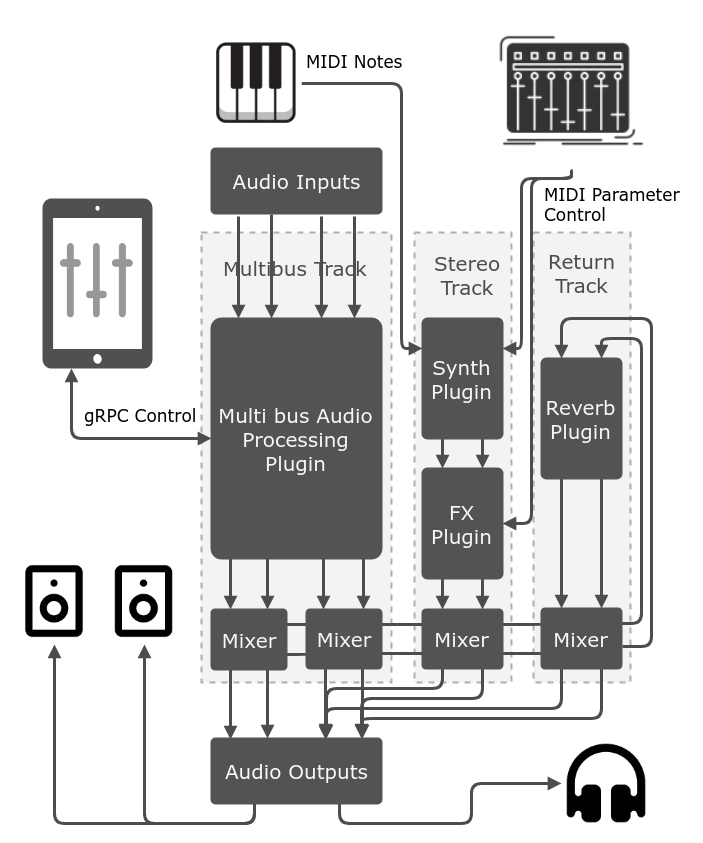 MIDI Notes
Audio Inputs
MIDI Parameter
Control
Multibus Track
Stereo
Track
Return
Track
Synth
Plugin
Reverb
Plugin
gRPC Control
Multi bus Audio
Processing
Plugin
FX
Plugin
Mixer
Mixer
Mixer
Mixer
Audio Outputs